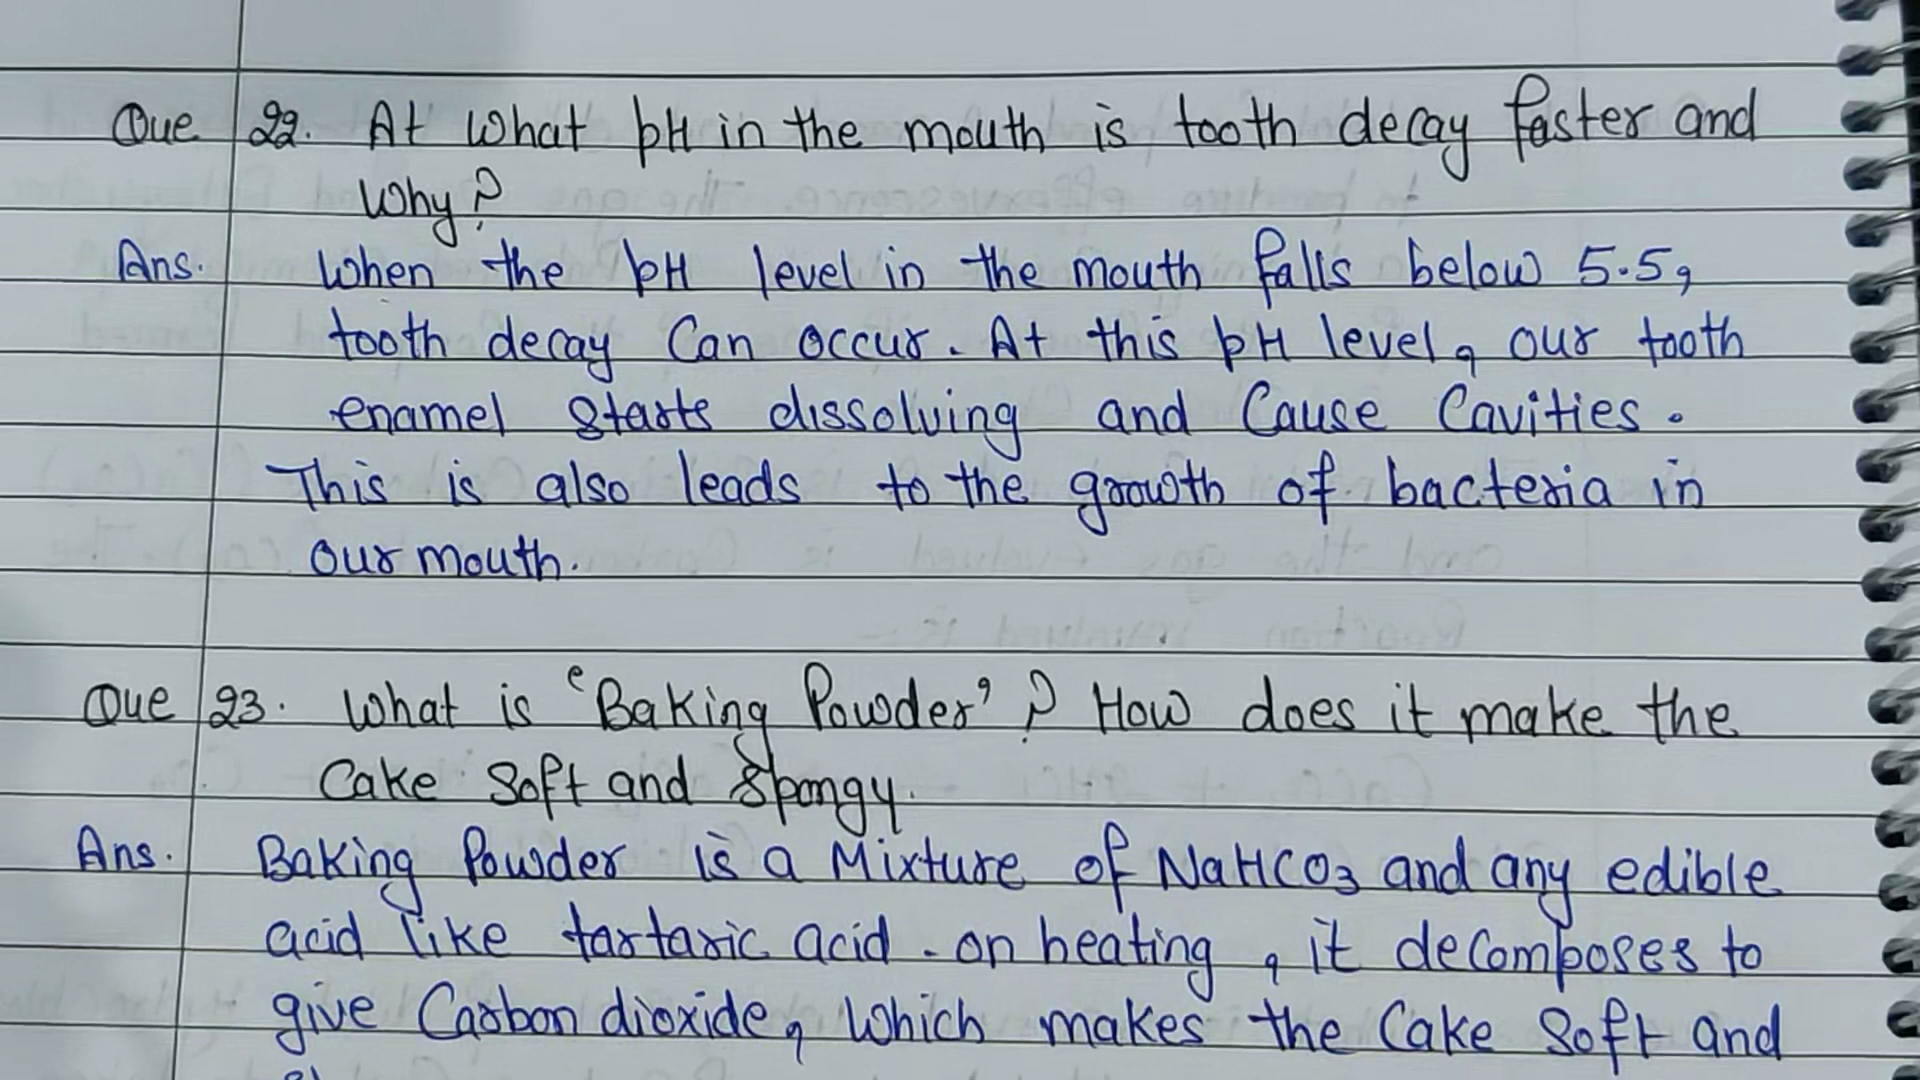 Que 22. At what pH in the mouth is tooth decay faster and
Why?
Ans. When the pH level in the mouth falls below 5.5,
tooth decay Can occur. At this pH level, our tooth
enamel starts dissolving and Cause Cavities.
This is also leads to the growth of bacteria in
our mouth.
Que 23. What is 'Baking Powder'? How does it make the
Cake Soft and Spongy.
Ans. Baking Powder is a Mixture of NaHCO3 and any edible
acid like tartaric acid. on heating, it decomposes to
give Carbon dioxide, Which makes the Cake Soft and